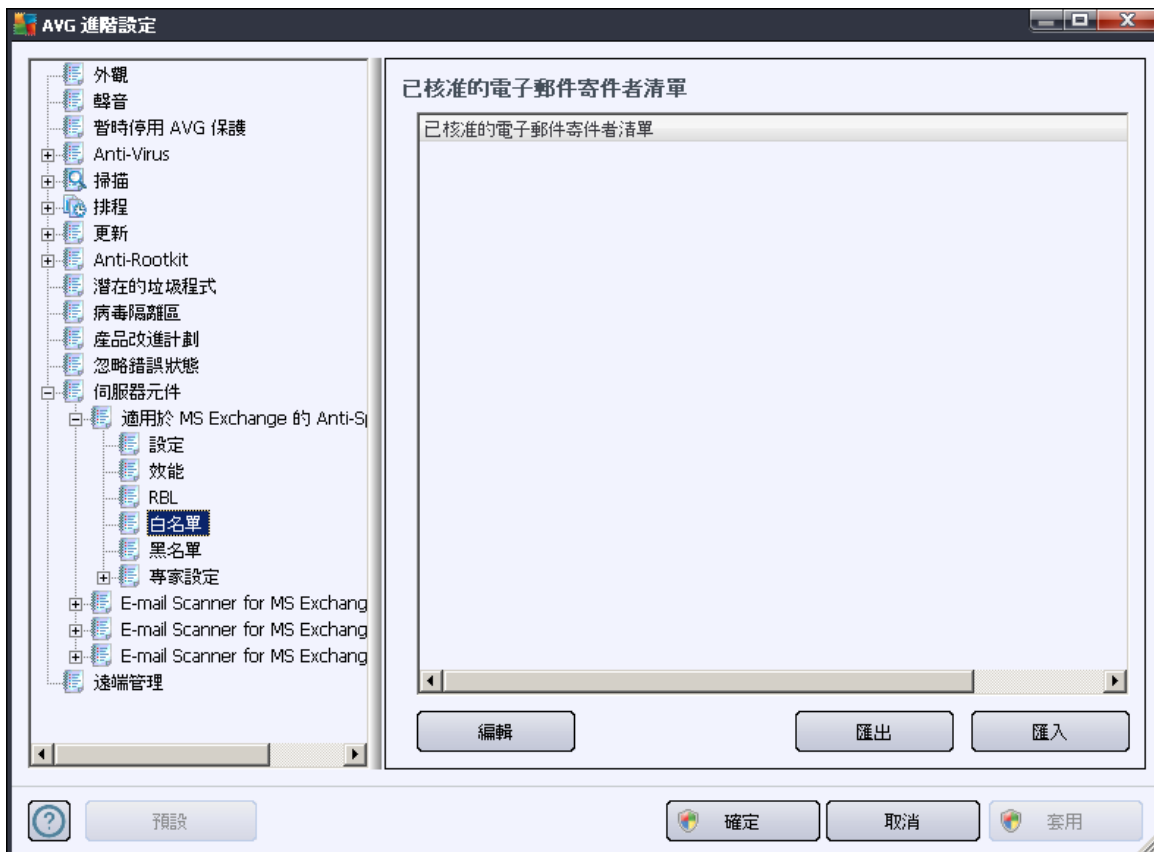 AVG 進階設定
外觀
聲音
暫時停用 AVG 保護
Anti-Virus
掃描
排程
更新
Anti-Rootkit
潛在的垃圾程式
病毒隔離區
產品改進計劃
忽略錯誤狀態
伺服器元件
適用於 MS Exchange 的 Anti-Sp
設定
效能
RBL
白名單
黑名單
專家設定
E-mail Scanner for MS Exchang
E-mail Scanner for MS Exchang
E-mail Scanner for MS Exchang
遠端管理
已核准的電子郵件寄件者清單
已核准的電子郵件寄件者清單
編輯
匯出
匯入
預設
確定
取消
套用